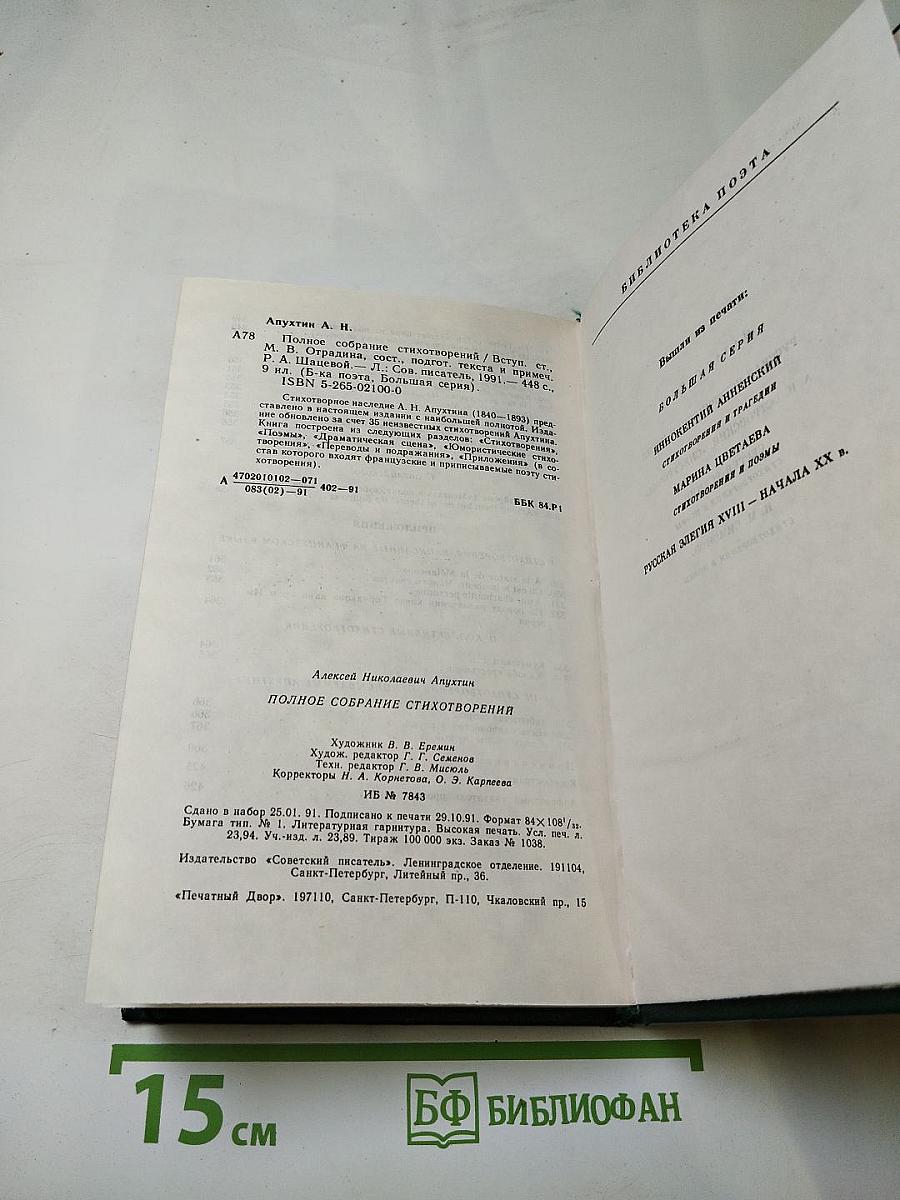 Апухтин А. Н.
А78 Полное собрание стихотворений / Вступ. ст.,
М. В. Отрадина, сост., подгот. текста и примеч.
Р. А. Шацевой.— Л.: Сов. писатель, 1991.— 448 с.,
9 ил. (Б-ка поэта, Большая серия).
ISBN 5-265-02100-0
Стихотворное наследие А. Н. Апухтина (1840—1893) пред-
ставлено в настоящем издании с наибольшей полнотой. Изда-
ние обновлено за счет 35 неизвестных стихотворений Апухтина.
Книга построена из следующих разделов: «Стихотворения»,
«Поэмы», «Драматическая сцена», «Юмористические стихо-
творения», «Переводы и подражания», «Приложения» (в со-
став которого входят французские и приписываемые поэту сти-
хотворения).
А 4702010102—071 402—91
083(02)—91
ББК 84.Р1
Алексей Николаевич Апухтин
ПОЛНОЕ СОБРАНИЕ СТИХОТВОРЕНИЙ
Художник В. В. Еремин
Худож. редактор Г. Г. Семенов
Техн. редактор Г. В. Мисюль
Корректоры Н. А. Корнетова, О. Э. Карпеева
ИБ № 7843
Сдано в набор 25.01. 91. Подписано к печати 29.10.91. Формат 84×108¹/₃₂.
Бумага тип. № 1. Литературная гарнитура. Высокая печать. Усл. печ. л.
23,94. Уч.-изд. л. 23,89. Тираж 100 000 экз. Заказ № 1038.
Издательство «Советский писатель». Ленинградское отделение. 191104,
Санкт-Петербург, Литейный пр., 36.
«Печатный Двор». 197110, Санкт-Петербург, П-110, Чкаловский пр., 15
БИБЛИОТЕКА ПОЭТА
Вышли из печати:
БОЛЬШАЯ СЕРИЯ
ИННОКЕНТИЙ АННЕНСКИЙ
СТИХОТВОРЕНИЯ И ТРАГЕДИИ
МАРИНА ЦВЕТАЕВА
СТИХОТВОРЕНИЯ И ПОЭМЫ
РУССКАЯ ЭЛЕГИЯ XVIII — НАЧАЛА XX в.
15 см
БФ БИБЛИОФАН